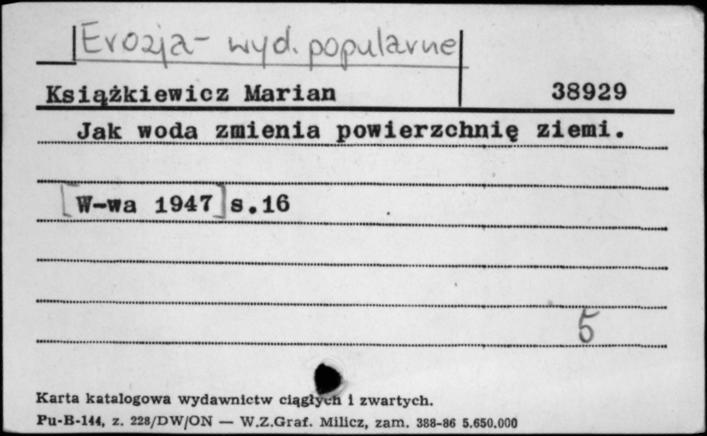 Erozja - wyd. popularne
Książkiewicz Marian 38929
Jak woda zmienia powierzchnię ziemi.
[W-wa 1947] s.16
5
Karta katalogowa wydawnictw ciągłych i zwartych.
Pu-B-144, z. 228/DW/ON — W.Z.Graf. Milicz, zam. 388-86 5.650.000